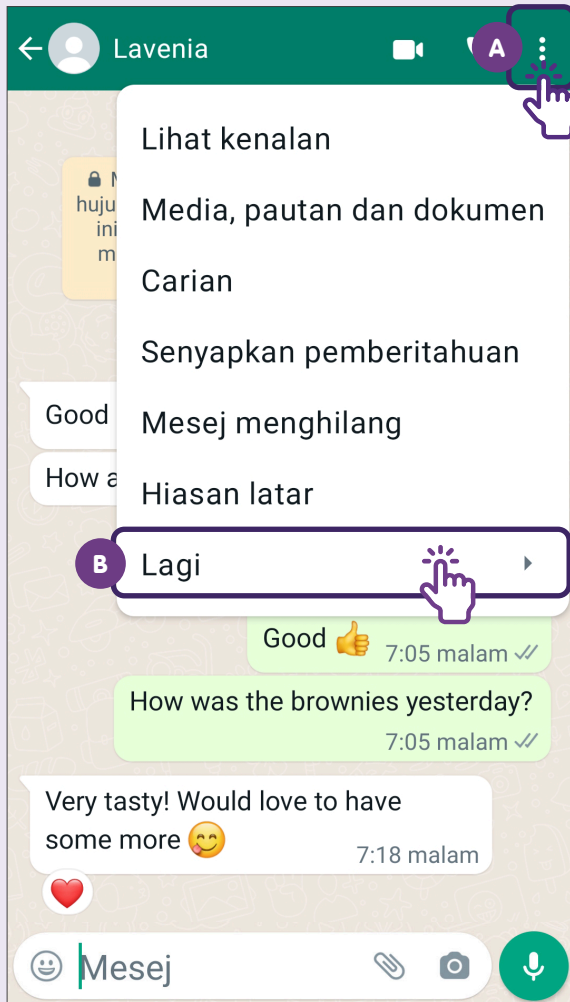 Lavenia
A
Lihat kenalan
Media, pautan dan dokumen
Carian
Senyapkan pemberitahuan
Mesej menghilang
Hiasan latar
B Lagi
huju
ini
m
Good
How a
Good 👍 7:05 malam
How was the brownies yesterday?
7:05 malam
Very tasty! Would love to have
some more 😋 7:18 malam
❤️
Mesej